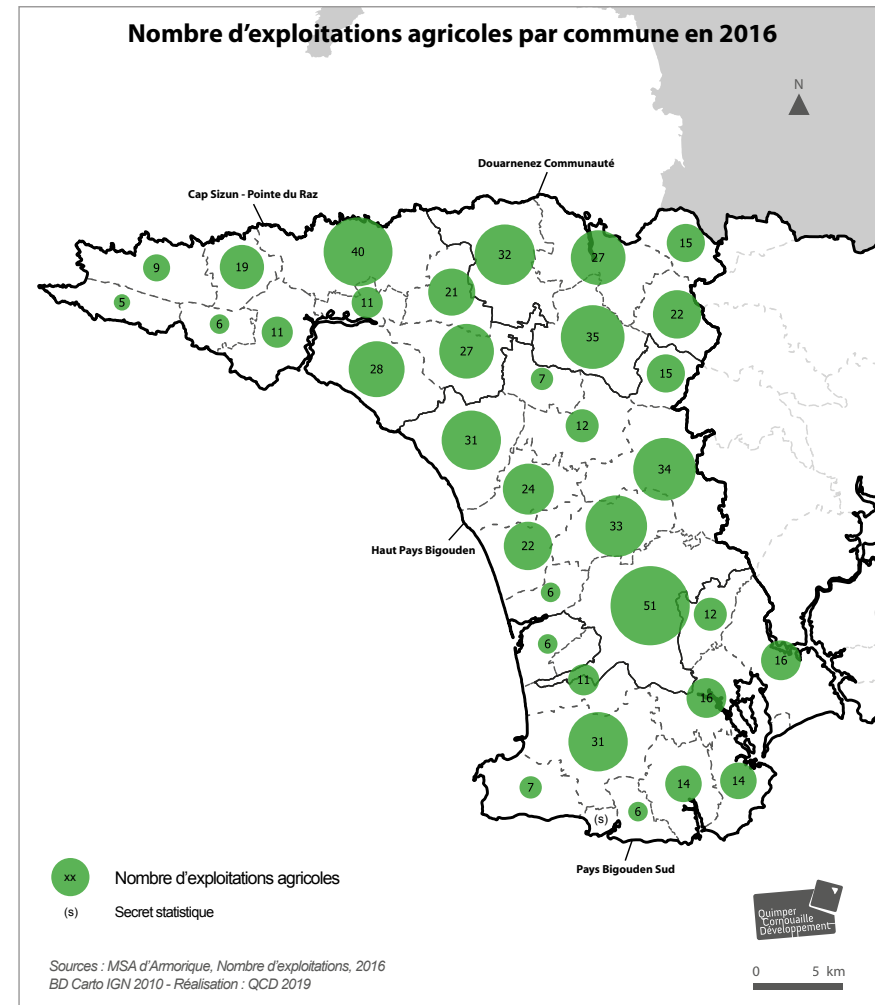 Nombre d'exploitations agricoles par commune en 2016
N
Douarnenez Communauté
Cap Sizun - Pointe du Raz
15
40
32
27
9
19
21
5
11
22
6
11
35
27
28
15
7
12
31
34
24
33
22
Haut Pays Bigouden
6
51
12
6
16
11
16
31
14
14
7
6
(s)
Pays Bigouden Sud
xx Nombre d'exploitations agricoles
(s) Secret statistique
Quimper
Cornouaille
Développement
Sources : MSA d'Armorique, Nombre d'exploitations, 2016
BD Carto IGN 2010 - Réalisation : QCD 2019
0 5 km